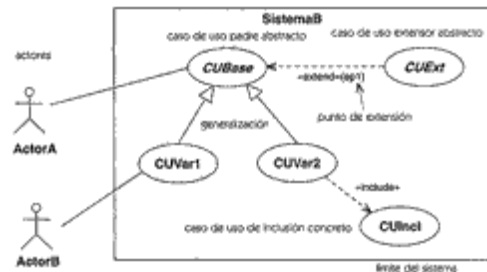 SistemaB
caso de uso padre abstracto
caso de uso extensor abstracto
actores
CUBase
CUExt
«extend»(ep1)
punto de extensión
generalización
ActorA
CUVar1
CUVar2
«include»
caso de uso de inclusión concreto
CUIncl
ActorB
límite del sistema